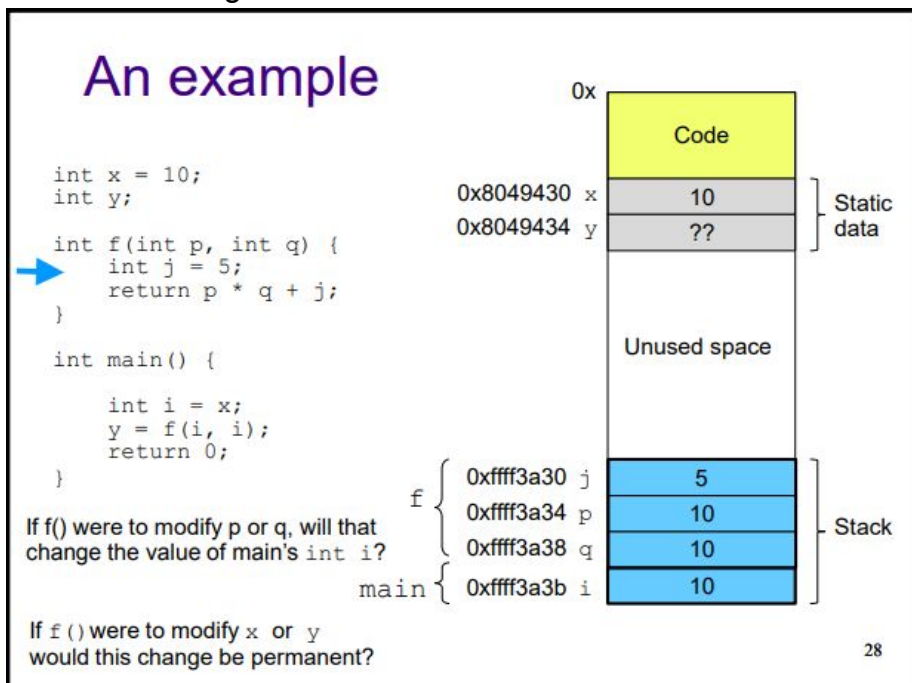 An example
int x = 10;
int y;
int f(int p, int q) {
int j = 5;
return p * q + j;
}
int main() {
int i = x;
y = f(i, i);
return 0;
}
If f() were to modify p or q, will that
change the value of main's int i?
If f() were to modify x or y
would this change be permanent?
0x
Code
0x8049430 x 10
0x8049434 y ??
Static
data
Unused space
f
0xffff3a30 j 5
0xffff3a34 p 10
0xffff3a38 q 10
main 0xffff3a3b i 10
Stack
28